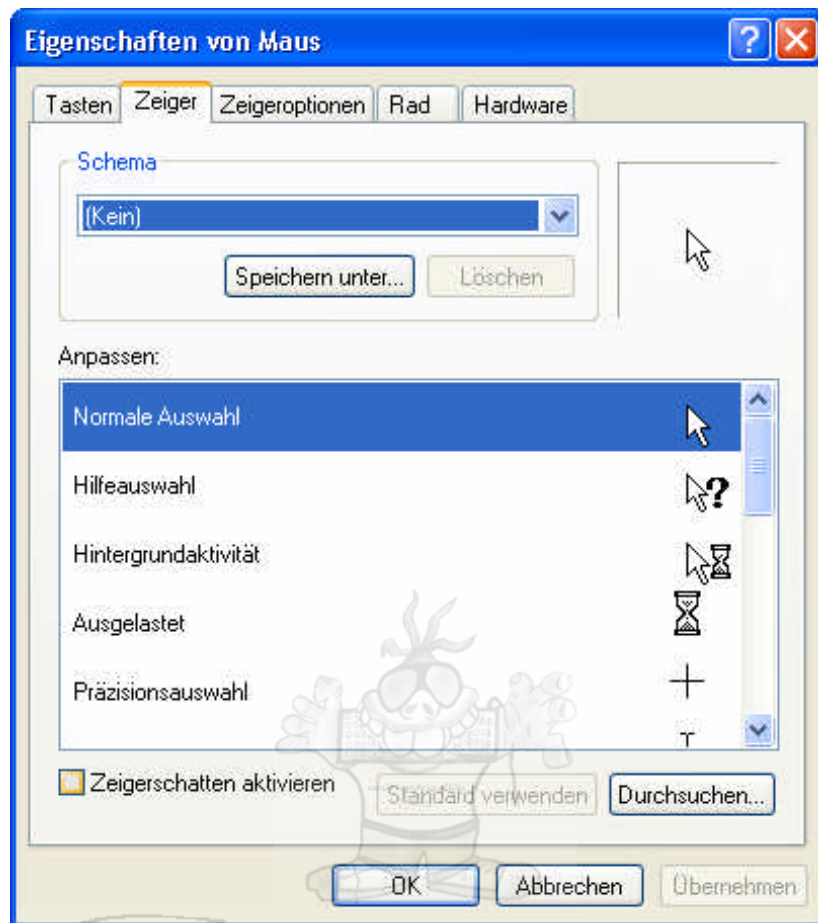 Eigenschaften von Maus
Tasten Zeiger Zeigeroptionen Rad Hardware
Schema
(Kein)
Speichern unter... Löschen
Anpassen:
Normale Auswahl
Hilfeauswahl
Hintergrundaktivität
Ausgelastet
Präzisionsauswahl
Zeigerschatten aktivieren
Standard verwenden
Durchsuchen...
OK Abbrechen Übernehmen